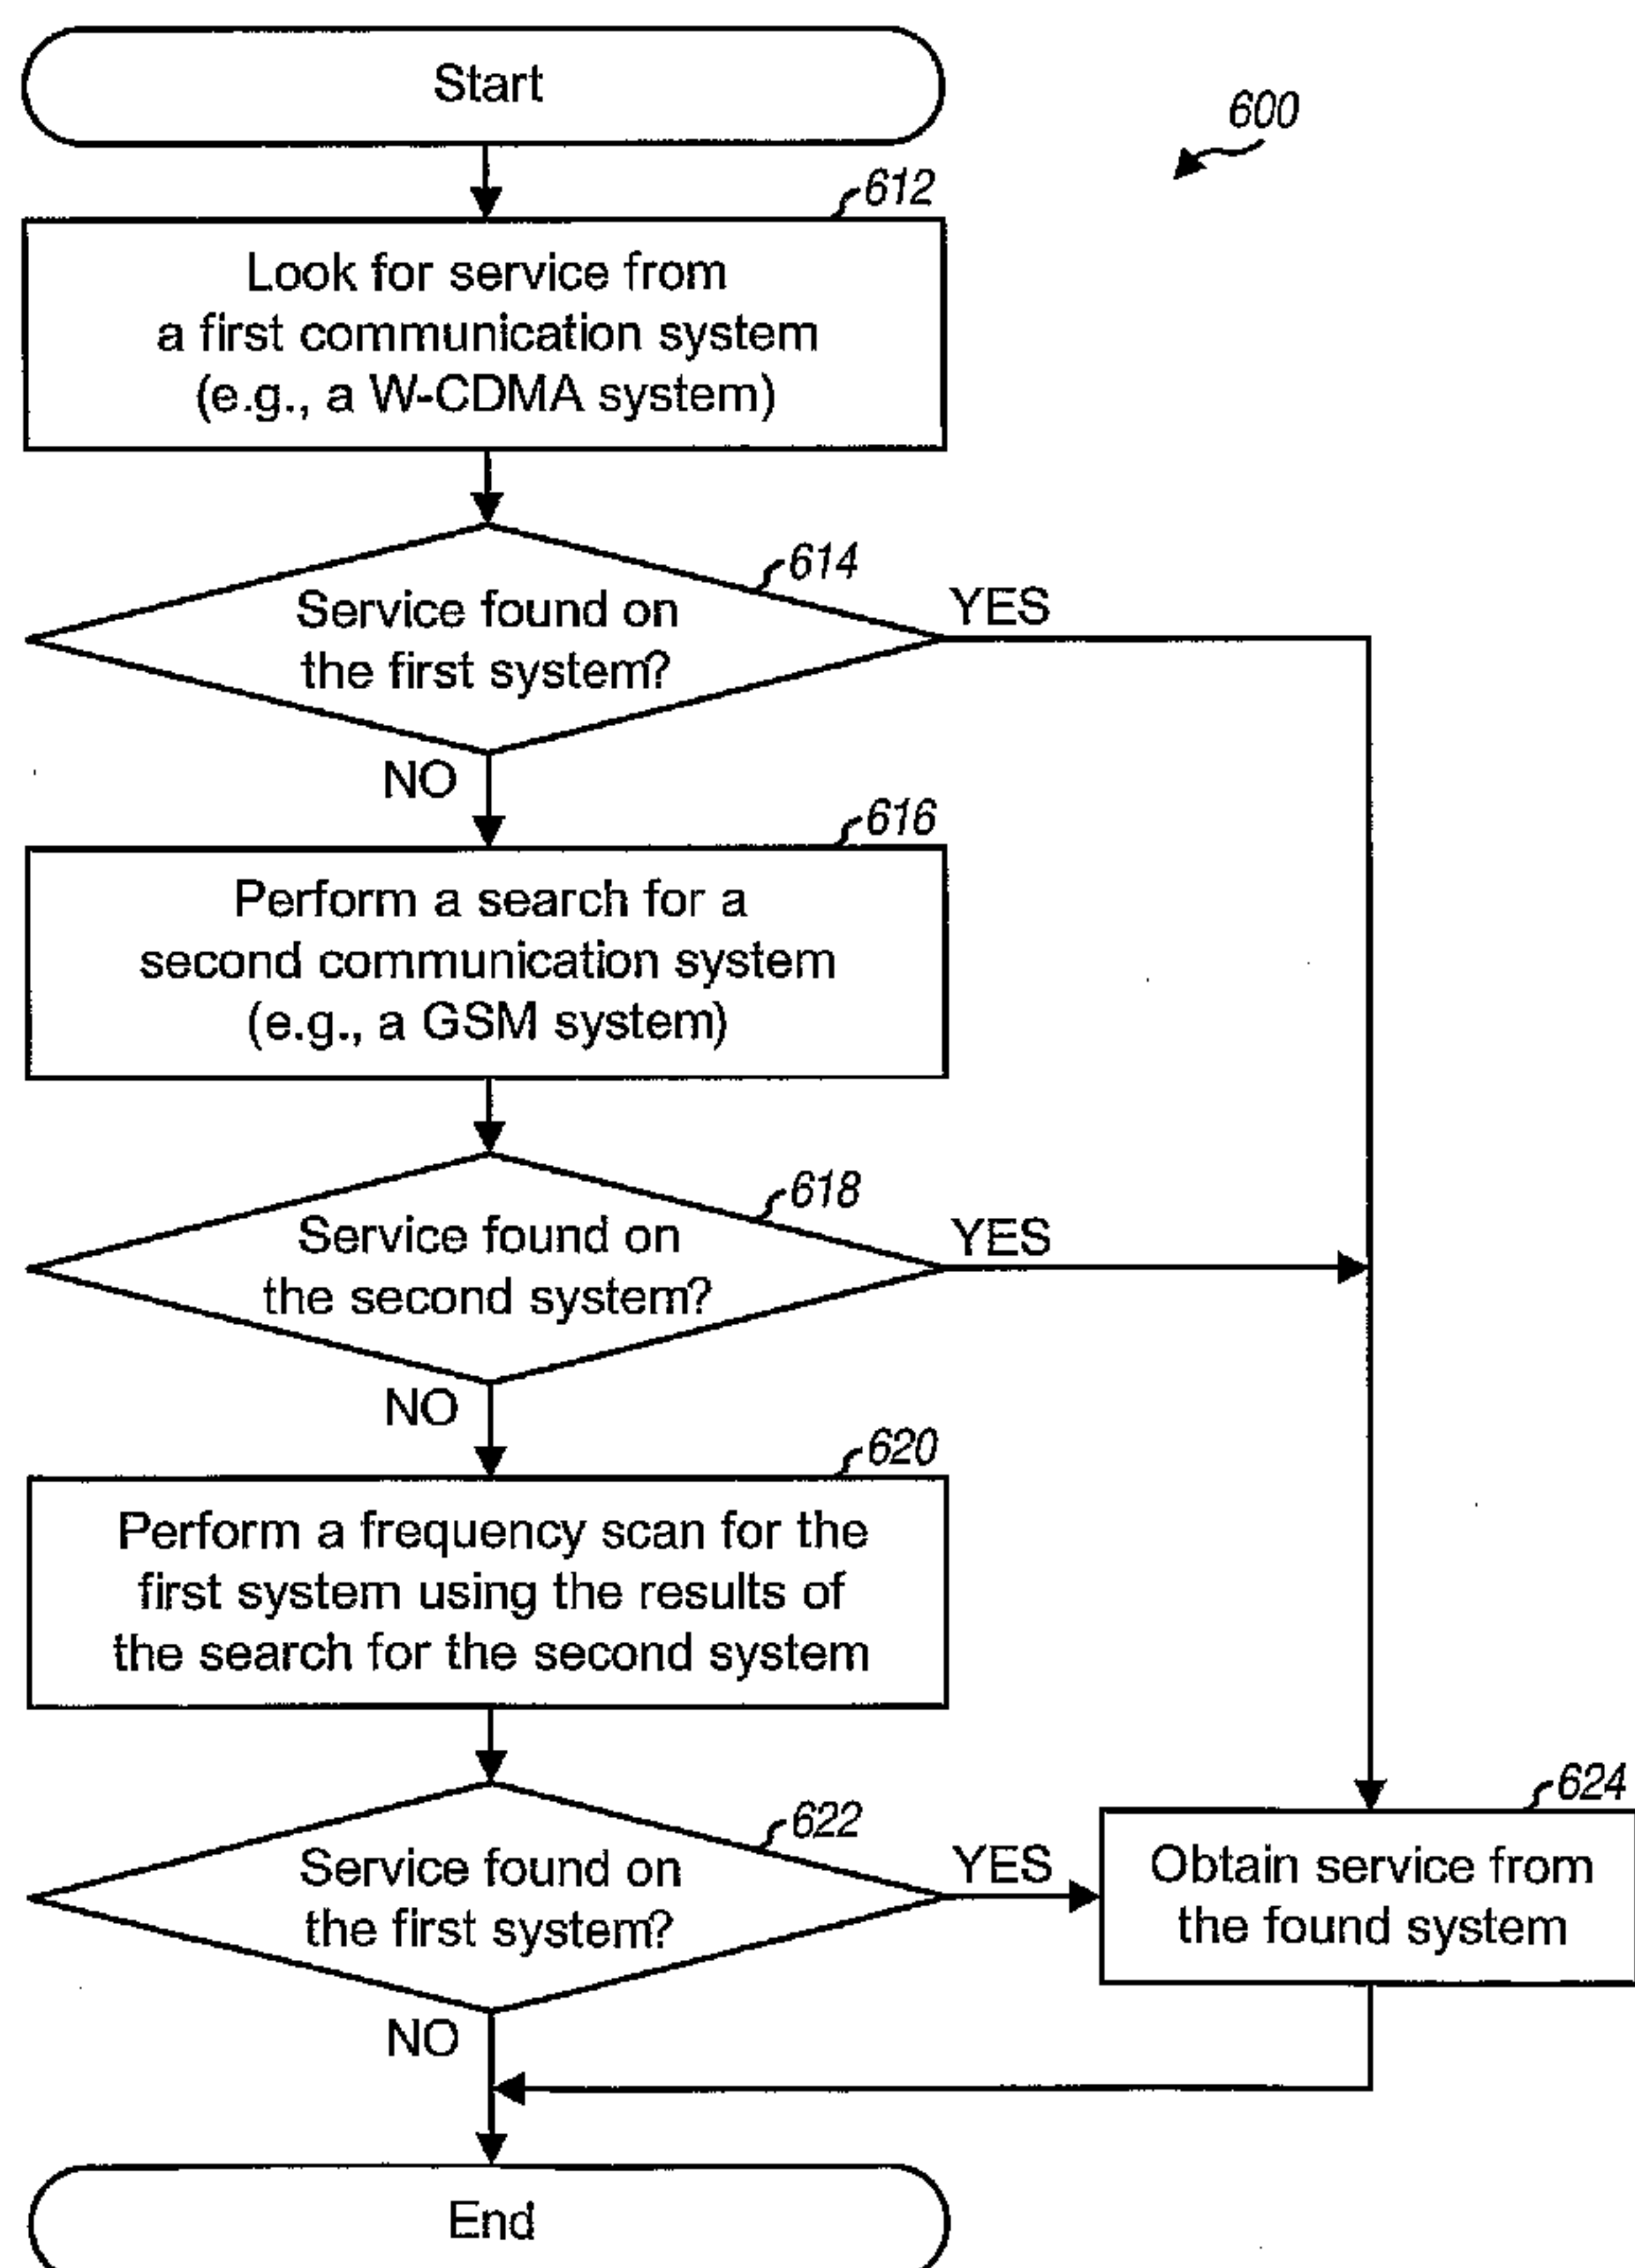 Start
600
612
Look for service from
a first communication system
(e.g., a W-CDMA system)
614
Service found on
the first system?
YES
NO
616
Perform a search for a
second communication system
(e.g., a GSM system)
618
Service found on
the second system?
YES
NO
620
Perform a frequency scan for the
first system using the results of
the search for the second system
622
Service found on
the first system?
YES
624
Obtain service from
the found system
NO
End